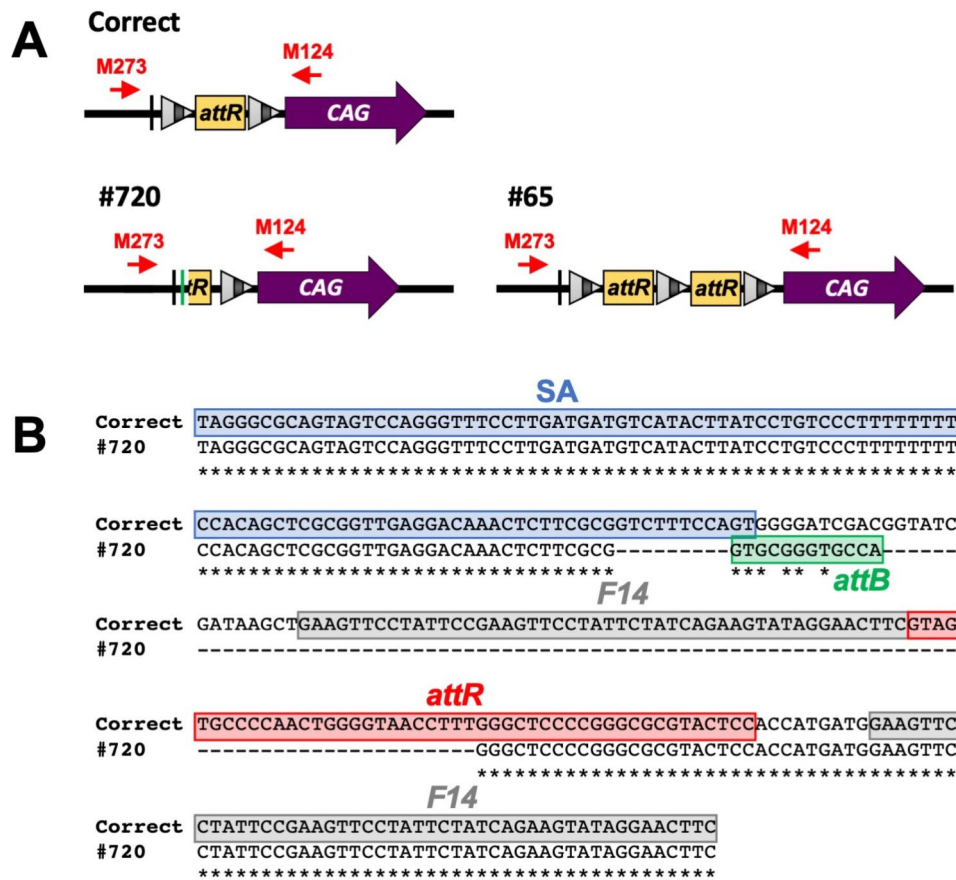 A
Correct
M273
M124
attR
CAG
#720
M273
M124
tR
CAG
#65
M273
M124
attR
attR
CAG
B
SA
Correct TAGGGCGCAGTAGTCCAGGGTTTCCTTGATGATGTCATACTTATCCTGTCCCTTTTTTTT
#720 TAGGGCGCAGTAGTCCAGGGTTTCCTTGATGATGTCATACTTATCCTGTCCCTTTTTTTT
************************************************************
Correct CCACAGCTCGCGGTTGAGGACAAACTCTTCGCGGTCTTTCCAGTGGGGATCGACGGTATC
#720 CCACAGCTCGCGGTTGAGGACAAACTCTTCGCG---------GTGCGGGTGCCA------
*********************************         *** ** *
attB
F14
Correct GATAAGCTGAAGTTCCTATTCCGAAGTTCCTATTCTATCAGAAGTATAGGAACTTCGTAG
#720 ------------------------------------------------------------
attR
Correct TGCCCCAACTGGGGTAACCTTTGGGCTCCCCGGGCGCGTACTCCACCATGATGGAAGTTC
#720 ----------------------GGGCTCCCCGGGCGCGTACTCCACCATGATGGAAGTTC
**************************************
F14
Correct CTATTCCGAAGTTCCTATTCTATCAGAAGTATAGGAACTTC
#720 CTATTCCGAAGTTCCTATTCTATCAGAAGTATAGGAACTTC
*****************************************